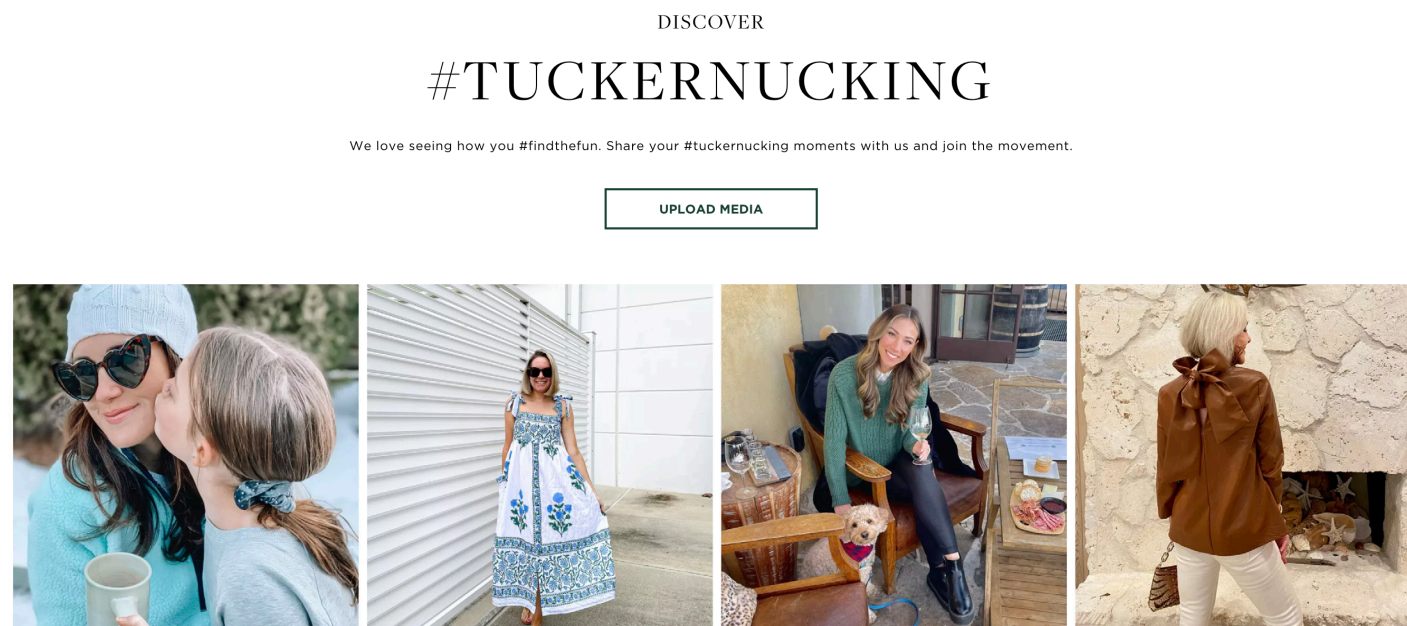 DISCOVER
#TUCKERNUCKING
We love seeing how you #findthefun. Share your #tuckernucking moments with us and join the movement.
UPLOAD MEDIA